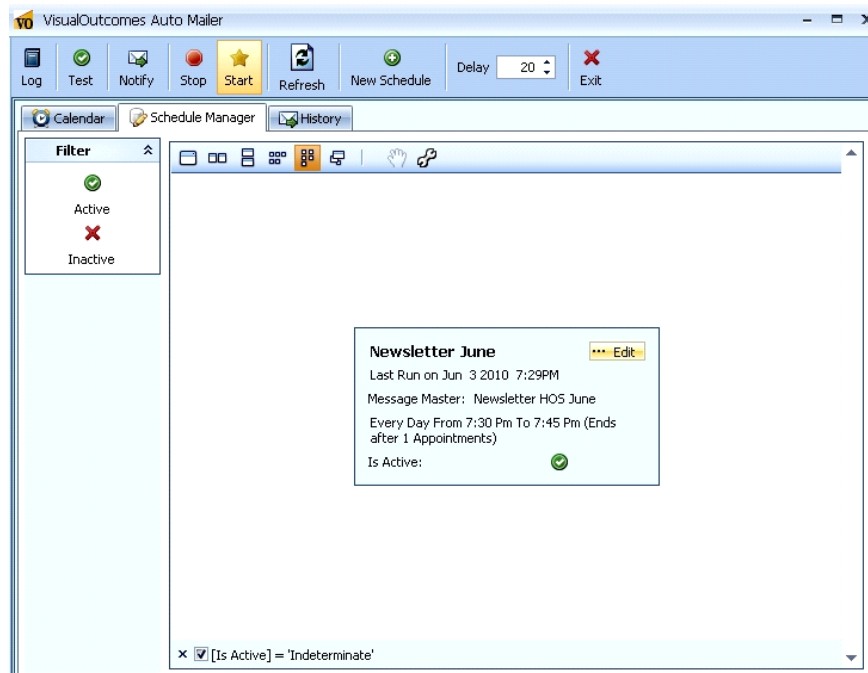 VO VisualOutcomes Auto Mailer
Log Test Notify Stop Start Refresh New Schedule Delay 20 Exit
Calendar Schedule Manager History
Filter
Active
Inactive
Newsletter June ••• Edit
Last Run on Jun 3 2010 7:29PM
Message Master: Newsletter HOS June
Every Day From 7:30 Pm To 7:45 Pm (Ends
after 1 Appointments)
Is Active:
[Is Active] = 'Indeterminate'